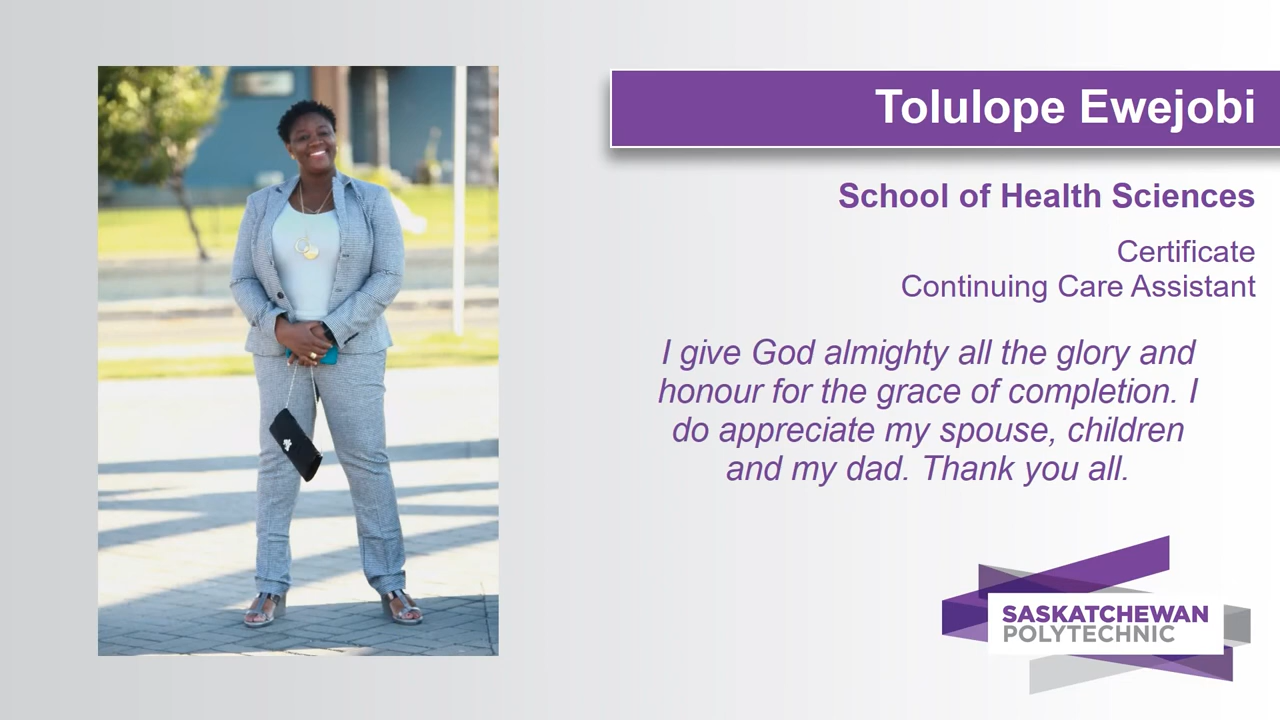 Tolulope Ewejobi
School of Health Sciences
Certificate
Continuing Care Assistant
I give God almighty all the glory and
honour for the grace of completion. I
do appreciate my spouse, children
and my dad. Thank you all.
SASKATCHEWAN
POLYTECHNIC